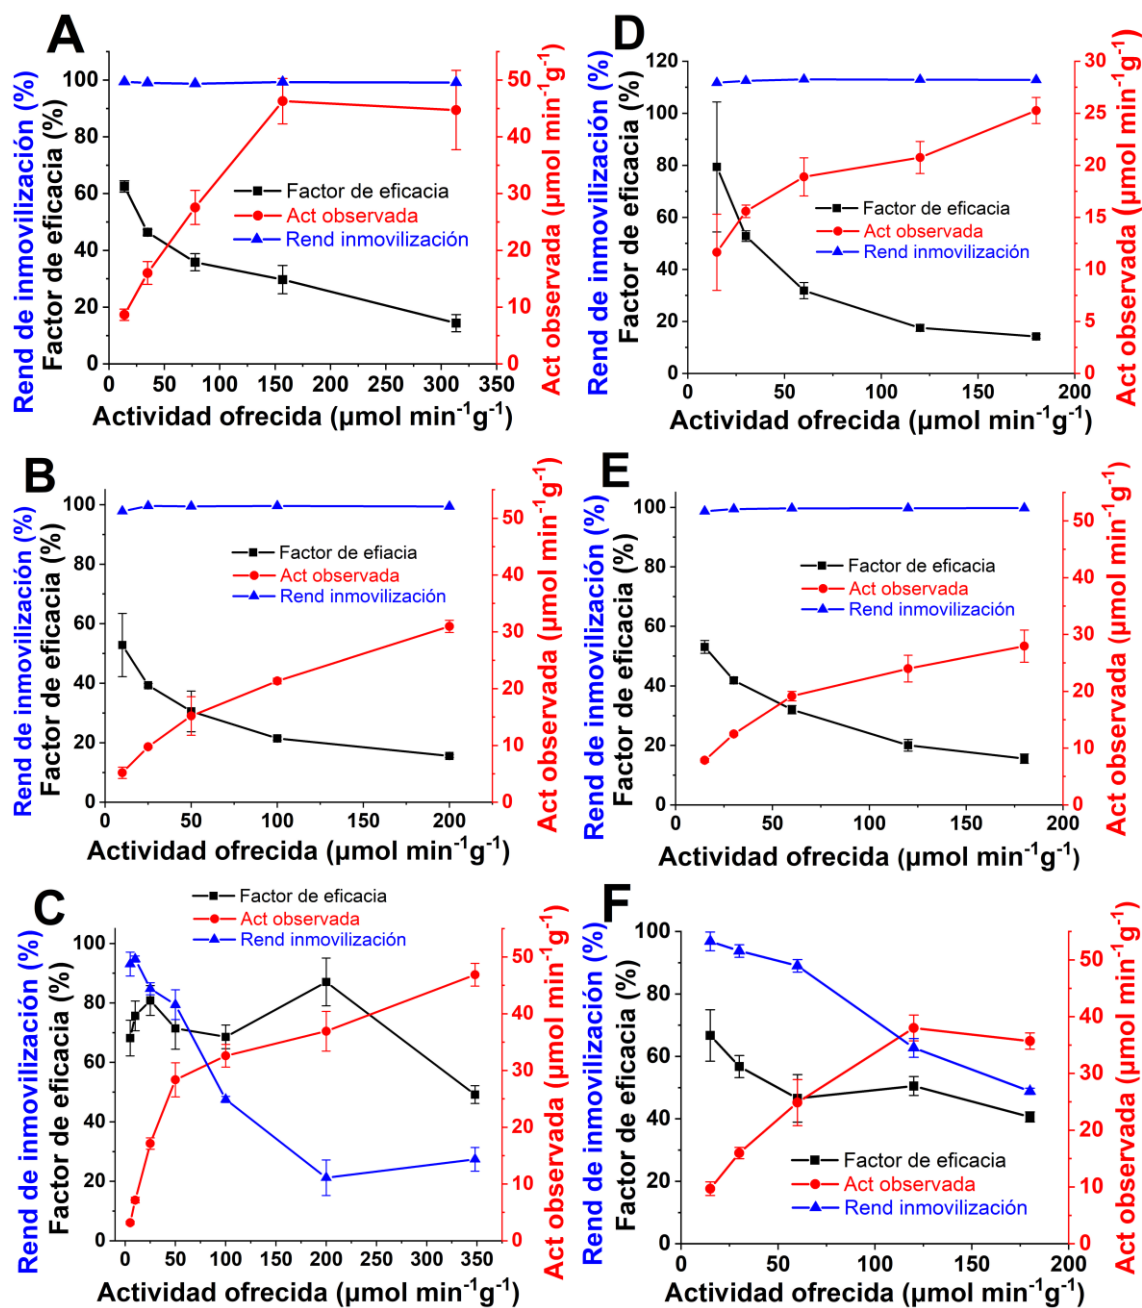 A
Rend de inmovilización (%)
Factor de eficacia (%)
100
80
60
40
20
0
Factor de eficacia
Act observada
Rend inmovilización
50
40
30
20
10
0
Act observada (µmol min⁻¹g⁻¹)
0 50 100 150 200 250 300 350
Actividad ofrecida (µmol min⁻¹g⁻¹)
D
Rend de inmovilización (%)
Factor de eficacia (%)
120
100
80
60
40
20
0
Factor de eficacia
Act observada
Rend inmovilización
30
25
20
15
10
5
0
Act observada (µmol min⁻¹g⁻¹)
0 50 100 150 200
Actividad ofrecida (µmol min⁻¹g⁻¹)
B
Rend de inmovilización (%)
Factor de eficacia (%)
100
80
60
40
20
0
Factor de efiacia
Act observada
Rend inmovilización
50
40
30
20
10
0
Act observada (µmol min⁻¹g⁻¹)
0 50 100 150 200
Actividad ofrecida (µmol min⁻¹g⁻¹)
E
Rend de inmovilización (%)
Factor de eficacia (%)
100
80
60
40
20
0
Factor de eficacia
Act observada
Rend inmovilización
50
40
30
20
10
0
Act observada (µmol min⁻¹g⁻¹)
0 50 100 150 200
Actividad ofrecida (µmol min⁻¹g⁻¹)
C
Factor de eficacia
Act observada
Rend inmovilización
Rend de inmovilización (%)
Factor de eficacia (%)
100
80
60
40
20
0
50
40
30
20
10
0
Act observada (µmol min⁻¹g⁻¹)
0 50 100 150 200 250 300 350
Actividad ofrecida (µmol min⁻¹g⁻¹)
F
Rend de inmovilización (%)
Factor de eficacia (%)
100
80
60
40
20
0
Factor de eficacia
Act observada
Rend inmovilización
50
40
30
20
10
0
Act observada (µmol min⁻¹g⁻¹)
0 50 100 150 200
Actividad ofrecida (µmol min⁻¹g⁻¹)